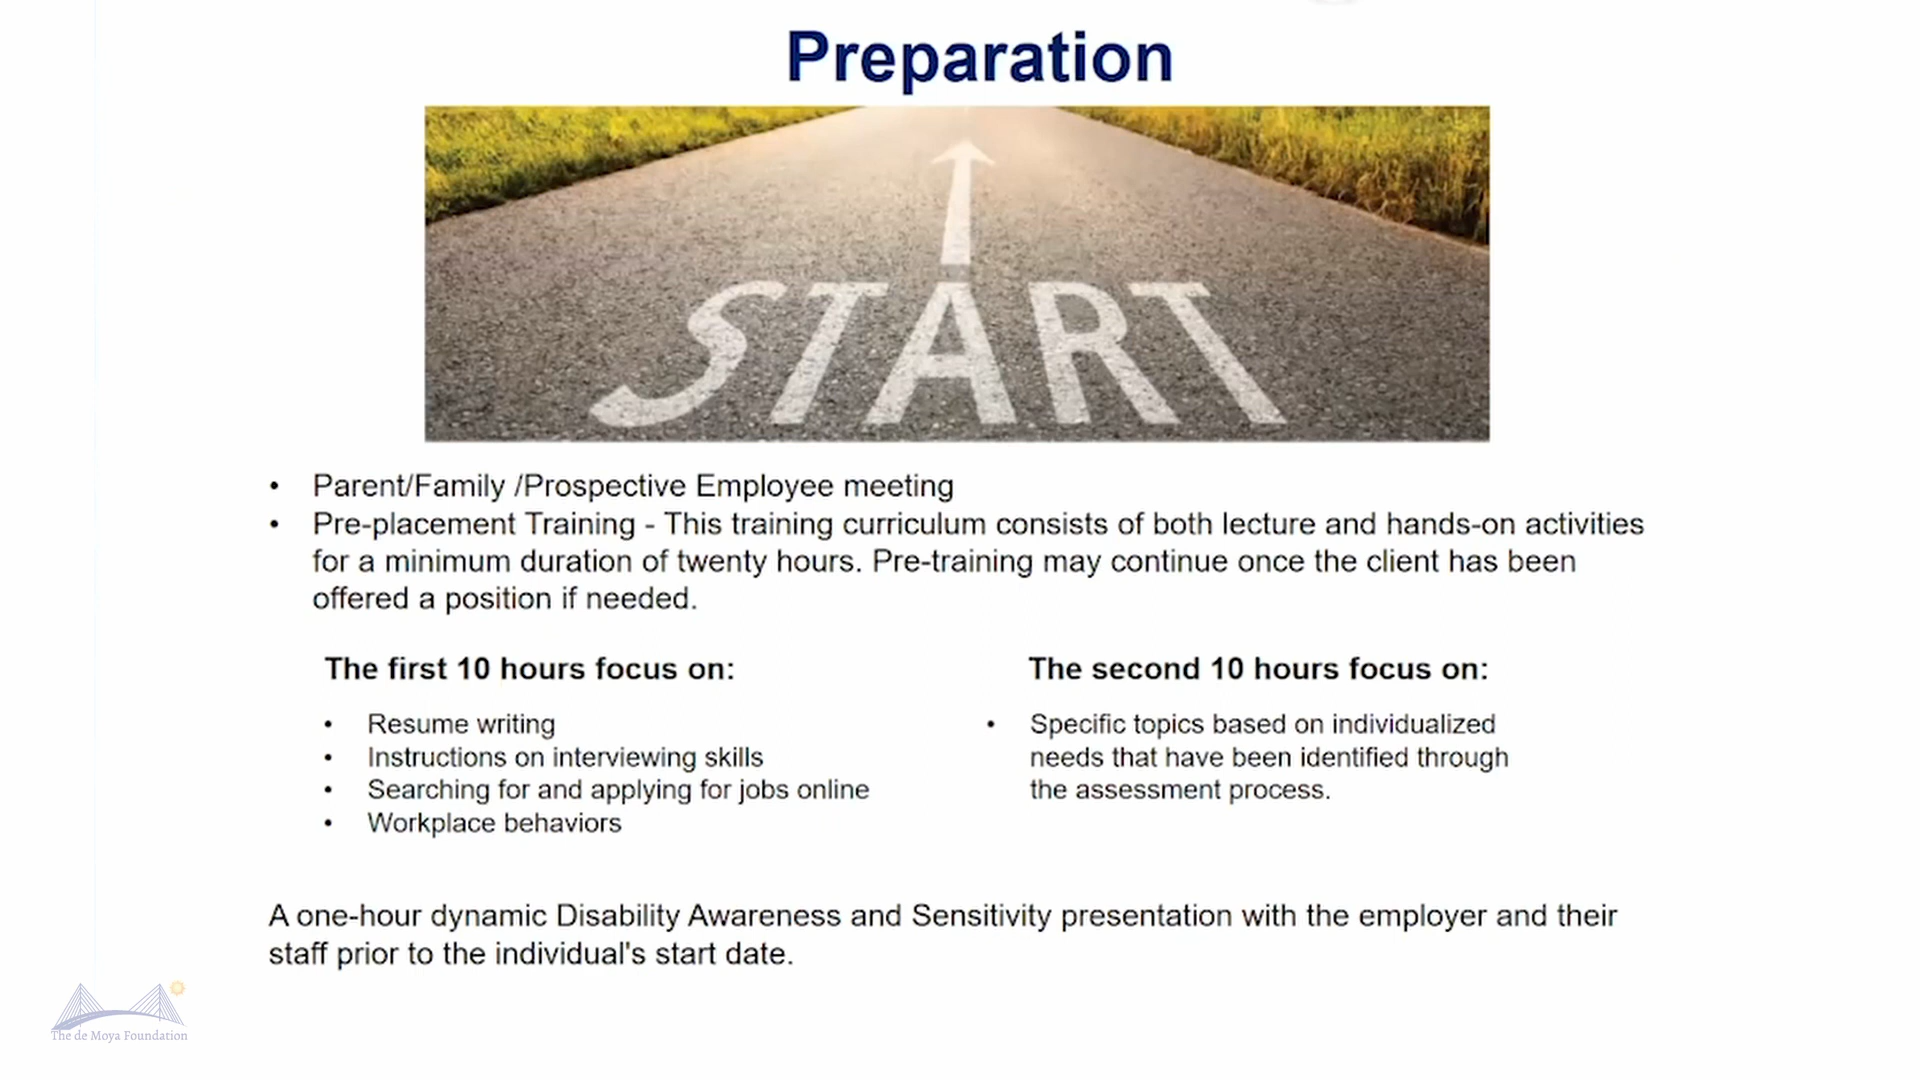 Preparation
START
• Parent/Family /Prospective Employee meeting
• Pre-placement Training - This training curriculum consists of both lecture and hands-on activities
for a minimum duration of twenty hours. Pre-training may continue once the client has been
offered a position if needed.
The first 10 hours focus on:
• Resume writing
• Instructions on interviewing skills
• Searching for and applying for jobs online
• Workplace behaviors
The second 10 hours focus on:
• Specific topics based on individualized
needs that have been identified through
the assessment process.
A one-hour dynamic Disability Awareness and Sensitivity presentation with the employer and their
staff prior to the individual's start date.
The de Moya Foundation